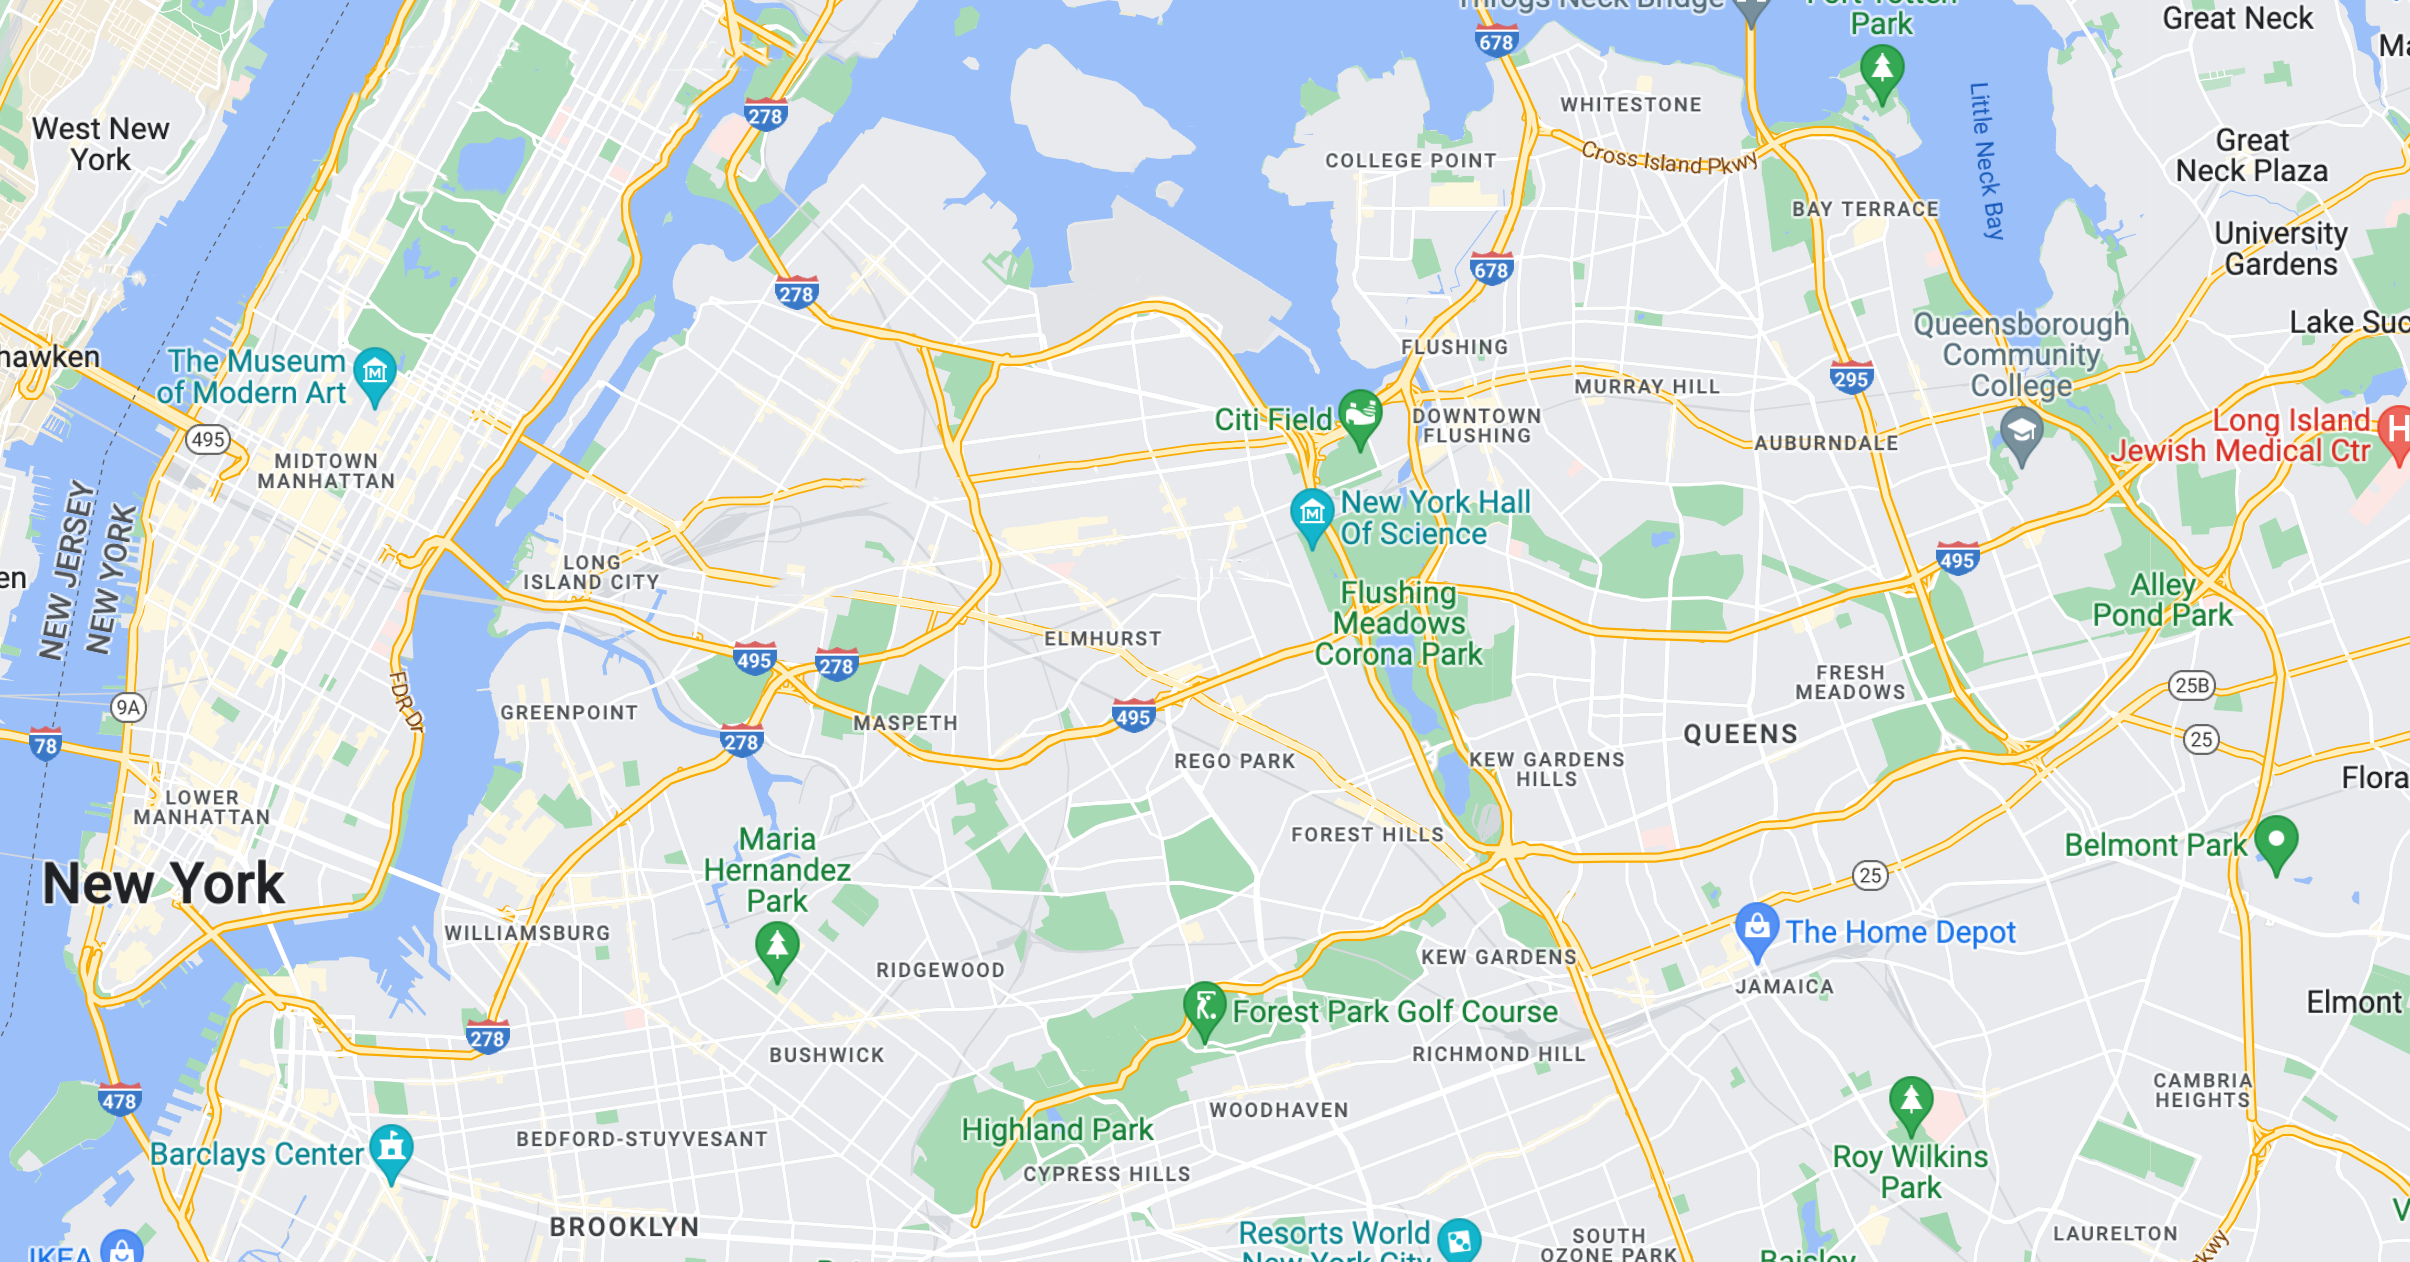 Throgs Neck Bridge
Fort Totten
Park
Great Neck
678
West New
York
278
WHITESTONE
Little Neck Bay
COLLEGE POINT
Cross Island Pkwy
Great
Neck Plaza
BAY TERRACE
University
Gardens
278
678
Queensborough
Community
College
hawken
The Museum
of Modern Art
FLUSHING
MURRAY HILL
295
Lake Suc
Citi Field
DOWNTOWN
FLUSHING
AUBURNDALE
Long Island
Jewish Medical Ctr
H
495
MIDTOWN
MANHATTAN
NEW JERSEY
NEW YORK
New York Hall
Of Science
LONG
ISLAND CITY
495
en
Flushing
Meadows
Corona Park
Alley
Pond Park
ELMHURST
495
278
FRESH
MEADOWS
25B
9A
FDR Dr
GREENPOINT
MASPETH
495
278
78
QUEENS
25
REGO PARK
KEW GARDENS
HILLS
Flora
LOWER
MANHATTAN
Maria
Hernandez
Park
FOREST HILLS
Belmont Park
New York
25
WILLIAMSBURG
The Home Depot
RIDGEWOOD
KEW GARDENS
JAMAICA
Elmont
Forest Park Golf Course
278
BUSHWICK
RICHMOND HILL
478
CAMBRIA
HEIGHTS
WOODHAVEN
Highland Park
BEDFORD-STUYVESANT
Barclays Center
CYPRESS HILLS
Roy Wilkins
Park
BROOKLYN
Resorts World
New York City
SOUTH
OZONE PARK
LAURELTON
IKEA
Baisley
Pkwy